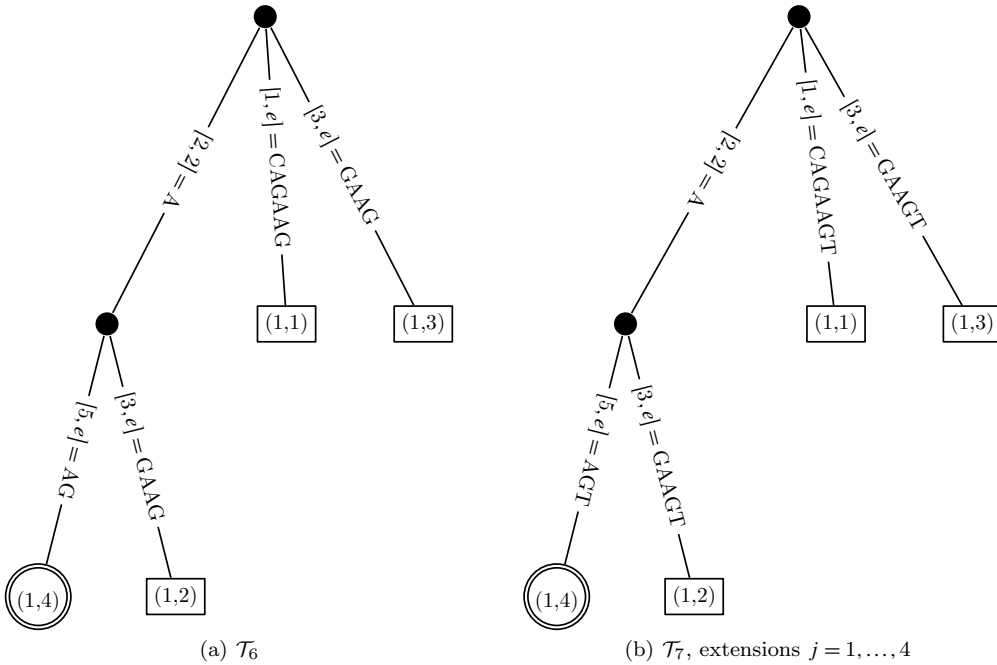 [2,2]=A
[1,e]=CAGAAG
[3,e]=GAAG
(1,1)
(1,3)
[5,e]=AG
[3,e]=GAAG
(1,4)
(1,2)
(a) 𝒯₆
[2,2]=A
[1,e]=CAGAAGT
[3,e]=GAAGT
(1,1)
(1,3)
[5,e]=AGT
[3,e]=GAAGT
(1,4)
(1,2)
(b) 𝒯₇, extensions j = 1,…,4